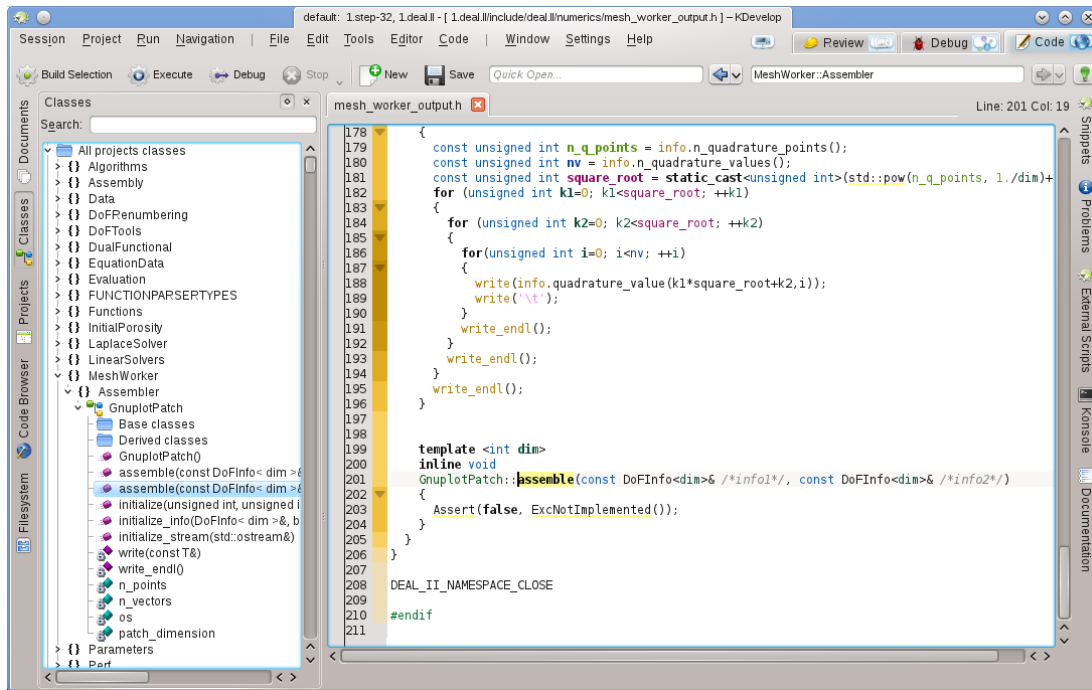 default:  1.step-32, 1.deal.II - [ 1.deal.II/include/deal.II/numerics/mesh_worker_output.h ] – KDevelop
Session Project Run Navigation | File Edit Tools Editor Code | Window Settings Help Review Debug Code
Build Selection Execute Debug Stop New Save Quick Open... MeshWorker::Assembler
Classes
mesh_worker_output.h
Line: 201 Col: 19
Search:
All projects classes
{} Algorithms
{} Assembly
{} Data
{} DoFRenumbering
{} DoFTools
{} DualFunctional
{} EquationData
{} Evaluation
{} FUNCTIONPARSERTYPES
{} Functions
{} InitialPorosity
{} LaplaceSolver
{} LinearSolvers
{} MeshWorker
{} Assembler
GnuplotPatch
Base classes
Derived classes
GnuplotPatch()
assemble(const DoFInfo< dim >&
assemble(const DoFInfo< dim >&
initialize(unsigned int, unsigned i
initialize_info(DoFInfo< dim >&, b
initialize_stream(std::ostream&)
write(const T&)
write_endl()
n_points
n_vectors
os
patch_dimension
{} Parameters
{} Perf
178 {
179 const unsigned int n_q_points = info.n_quadrature_points();
180 const unsigned int nv = info.n_quadrature_values();
181 const unsigned int square_root = static_cast<unsigned int>(std::pow(n_q_points, 1./dim)+
182 for (unsigned int k1=0; k1<square_root; ++k1)
183 {
184 for (unsigned int k2=0; k2<square_root; ++k2)
185 {
186 for(unsigned int i=0; i<nv; ++i)
187 {
188 write(info.quadrature_value(k1*square_root+k2,i));
189 write('\t');
190 }
191 write_endl();
192 }
193 write_endl();
194 }
195 write_endl();
196 }
197
198
199 template <int dim>
200 inline void
201 GnuplotPatch::assemble(const DoFInfo<dim>& /*info1*/, const DoFInfo<dim>& /*info2*/)
202 {
203 Assert(false, ExcNotImplemented());
204 }
205 }
206 }
207
208 DEAL_II_NAMESPACE_CLOSE
209
210 #endif
211
Documents
Classes
Projects
Code Browser
Filesystem
Snippets
Problems
External Scripts
Konsole
Documentation